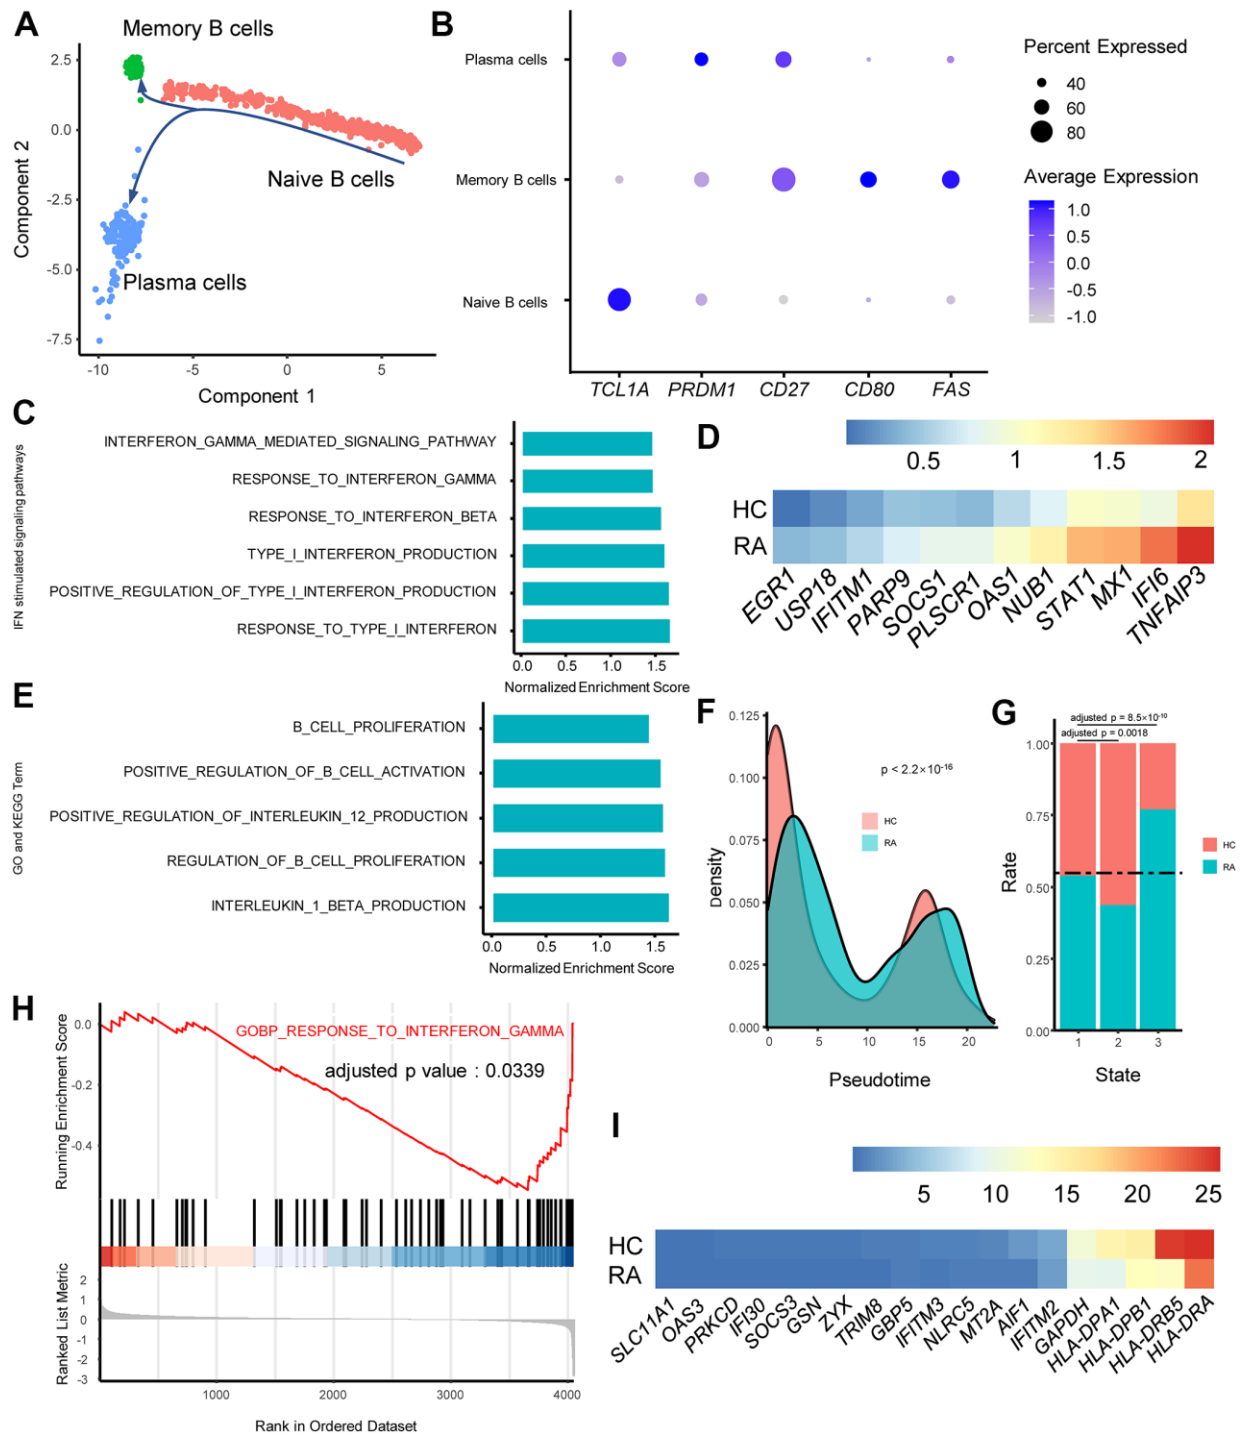 A
Memory B cells
2.5
0.0
-2.5
-5.0
-7.5
Component 2
Naive B cells
Plasma cells
-10
-5
0
5
Component 1
B
Plasma cells
Memory B cells
Naive B cells
TCL1A
PRDM1
CD27
CD80
FAS
Percent Expressed
40
60
80
Average Expression
1.0
0.5
0.0
-0.5
-1.0
C
IFN stimulated signaling pathways
INTERFERON_GAMMA_MEDIATED_SIGNALING_PATHWAY
RESPONSE_TO_INTERFERON_GAMMA
RESPONSE_TO_INTERFERON_BETA
TYPE_I_INTERFERON_PRODUCTION
POSITIVE_REGULATION_OF_TYPE_I_INTERFERON_PRODUCTION
RESPONSE_TO_TYPE_I_INTERFERON
0.0
0.5
1.0
1.5
Normalized Enrichment Score
D
0.5
1
1.5
2
HC
RA
EGR1
USP18
IFITM1
PARP9
SOCS1
PLSCR1
OAS1
NUB1
STAT1
MX1
IFI6
TNFAIP3
E
GO and KEGG Term
B_CELL_PROLIFERATION
POSITIVE_REGULATION_OF_B_CELL_ACTIVATION
POSITIVE_REGULATION_OF_INTERLEUKIN_12_PRODUCTION
REGULATION_OF_B_CELL_PROLIFERATION
INTERLEUKIN_1_BETA_PRODUCTION
0.0
0.5
1.0
1.5
Normalized Enrichment Score
F
0.125
0.100
0.075
0.050
0.025
0.000
Density
p < 2.2×10⁻¹⁶
HC
RA
0
5
10
15
20
Pseudotime
G
adjusted p = 8.5×10⁻¹⁰
adjusted p = 0.0018
1.00
0.75
0.50
0.25
0.00
Rate
HC
RA
1
2
3
State
H
0.0
-0.2
-0.4
Running Enrichment Score
GOBP_RESPONSE_TO_INTERFERON_GAMMA
adjusted p value : 0.0339
2
1
0
-1
-2
-3
Ranked List Metric
1000
2000
3000
4000
Rank in Ordered Dataset
I
5
10
15
20
25
HC
RA
SLC11A1
OAS3
PRKCD
IFI30
SOCS3
GSN
ZYX
TRIM8
GBP5
IFITM3
NLRC5
MT2A
AIF1
IFITM2
GAPDH
HLA-DPA1
HLA-DPB1
HLA-DRB5
HLA-DRA